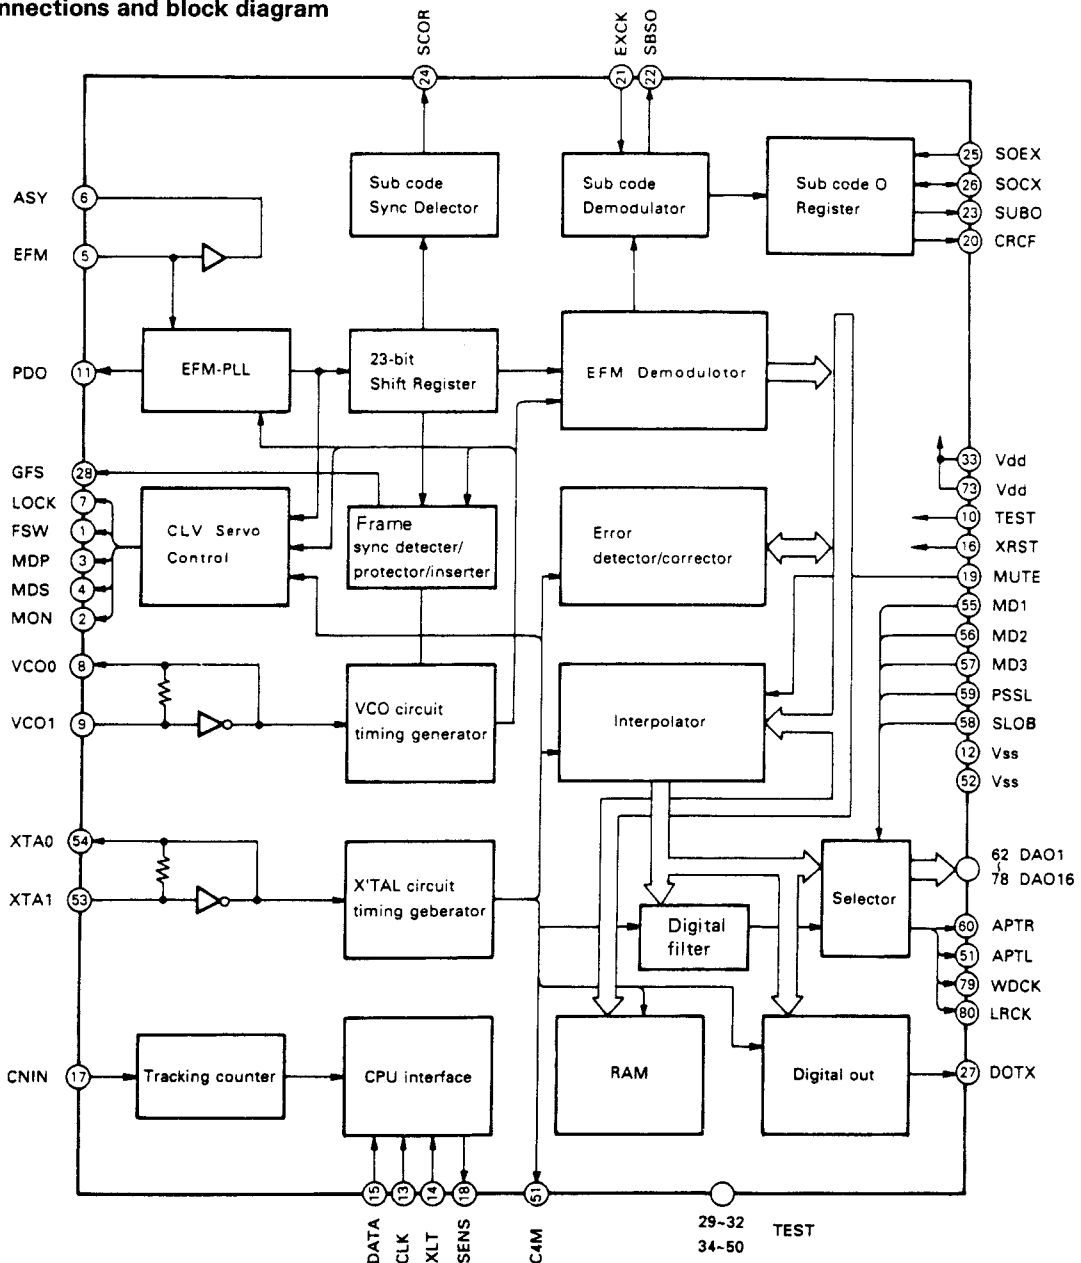 nnections and block diagram
SCOR
EXCK
SBSO
24
21
22
Sub code
Sync Delector
Sub code
Demodulator
Sub code O
Register
25 SOEX
26 SOCX
23 SUBO
20 CRCF
ASY 6
EFM 5
PDO 11
EFM-PLL
23-bit
Shift Register
EFM Demodulotor
GFS 28
LOCK 7
FSW 1
MDP 3
MDS 4
MON 2
CLV Servo
Control
Frame
sync detecter/
protector/inserter
Error
detector/corrector
33 Vdd
73 Vdd
10 TEST
16 XRST
19 MUTE
55 MD1
56 MD2
57 MD3
59 PSSL
58 SLOB
12 Vss
52 Vss
VCO0 8
VCO1 9
VCO circuit
timing generator
Interpolator
XTA0 54
XTA1 53
X'TAL circuit
timing geberator
Digital
filter
Selector
62 DAO1
78 DAO16
60 APTR
51 APTL
79 WDCK
80 LRCK
CNIN 17
Tracking counter
CPU interface
RAM
Digital out
27 DOTX
15
13
14
18
51
DATA
CLK
XLT
SENS
C4M
29~32
34~50
TEST